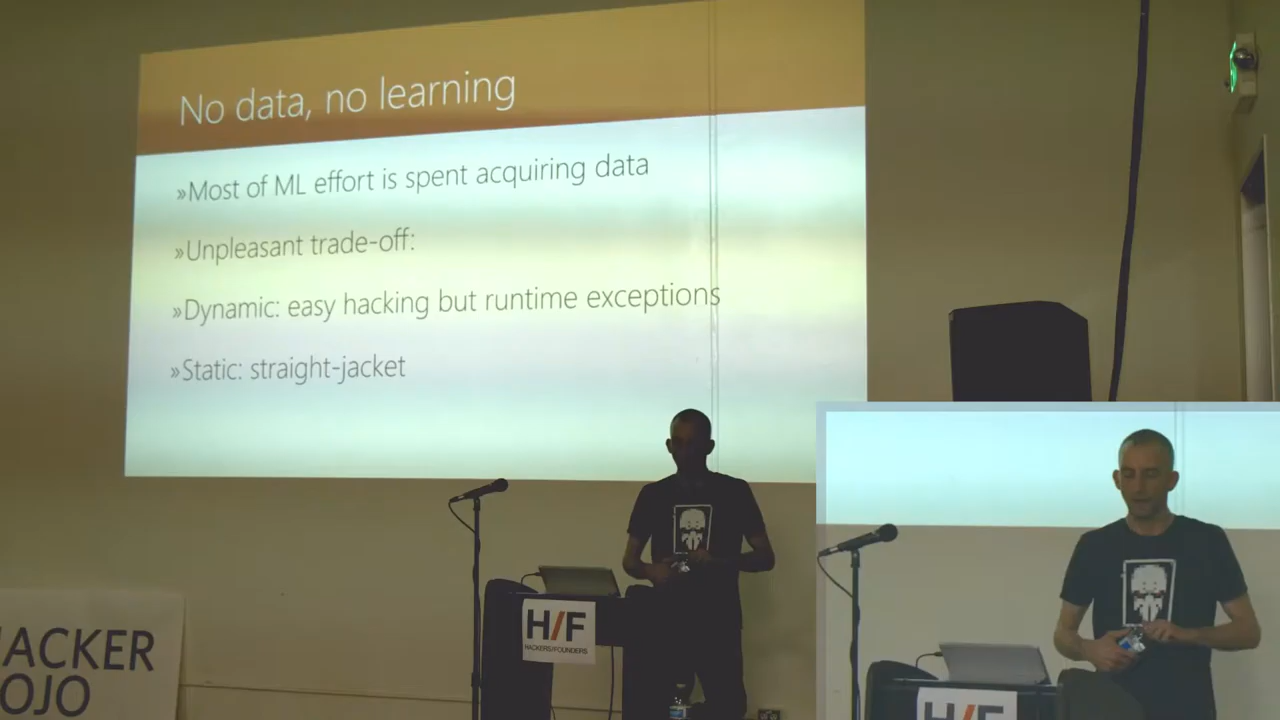 No data, no learning
»Most of ML effort is spent acquiring data
»Unpleasant trade-off:
»Dynamic: easy hacking but runtime exceptions
»Static: straight-jacket
H/F
HACKERS/FOUNDERS
ACKER
OJO
H/F